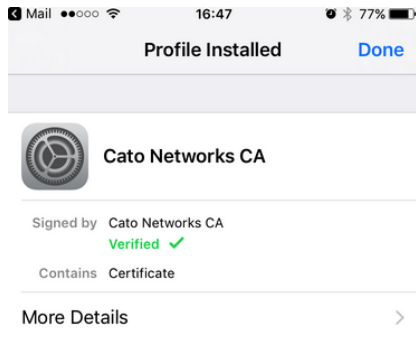 Mail 16:47 77%
Profile Installed Done
Cato Networks CA
Signed by Cato Networks CA
Verified ✓
Contains Certificate
More Details